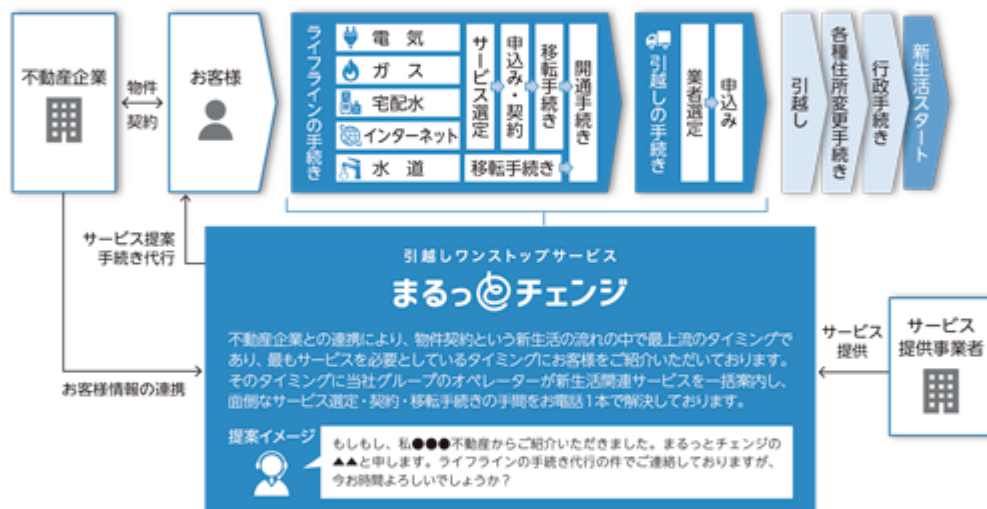 不動産企業
物件
契約
お客様
ライフラインの手続き
電気
ガス
宅配水
インターネット
水道
サービス選定
申込み・契約
移転手続き
開通手続き
移転手続き
引越しの手続き
業者選定
申込み
引越し
各種住所変更手続き
行政手続き
新生活スタート
サービス提案
手続き代行
お客様情報の連携
引越しワンストップサービス
まるっとチェンジ
不動産企業との連携により、物件契約という新生活の流れの中で最上流のタイミングで
あり、最もサービスを必要としているタイミングにお客様をご紹介いただいております。
そのタイミングに当社グループのオペレーターが新生活関連サービスを一括案内し、
面倒なサービス選定・契約・移転手続きの手間をお電話1本で解決しております。
提案イメージ
もしもし、私●●●不動産からご紹介いただきました。まるっとチェンジの
▲▲と申します。ライフラインの手続き代行の件でご連絡しておりますが、
今お時間よろしいでしょうか？
サービス
提供
サービス
提供事業者